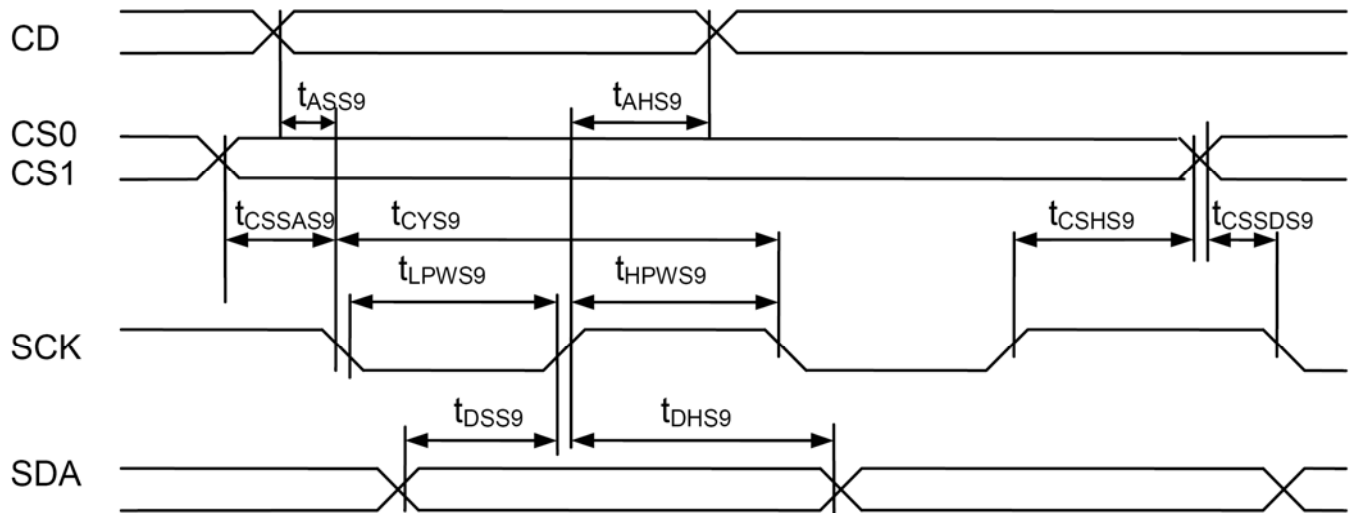 CD
tASS9
tAHS9
CS0
CS1
tCSSAS9
tCYS9
tCSHS9
tCSSDS9
tLPWS9
tHPWS9
SCK
tDSS9
tDHS9
SDA